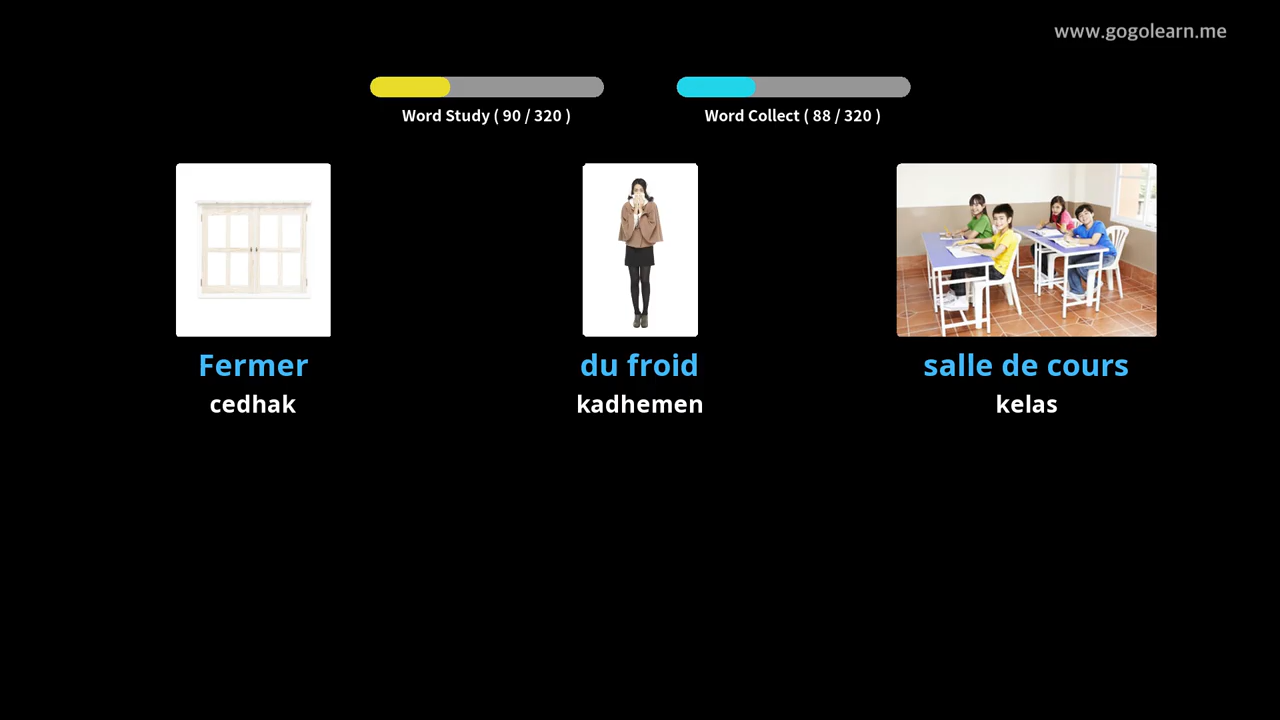 www.gogolearn.me
Word Study ( 90 / 320 )
Word Collect ( 88 / 320 )
Fermer
cedhak
du froid
kadhemen
salle de cours
kelas